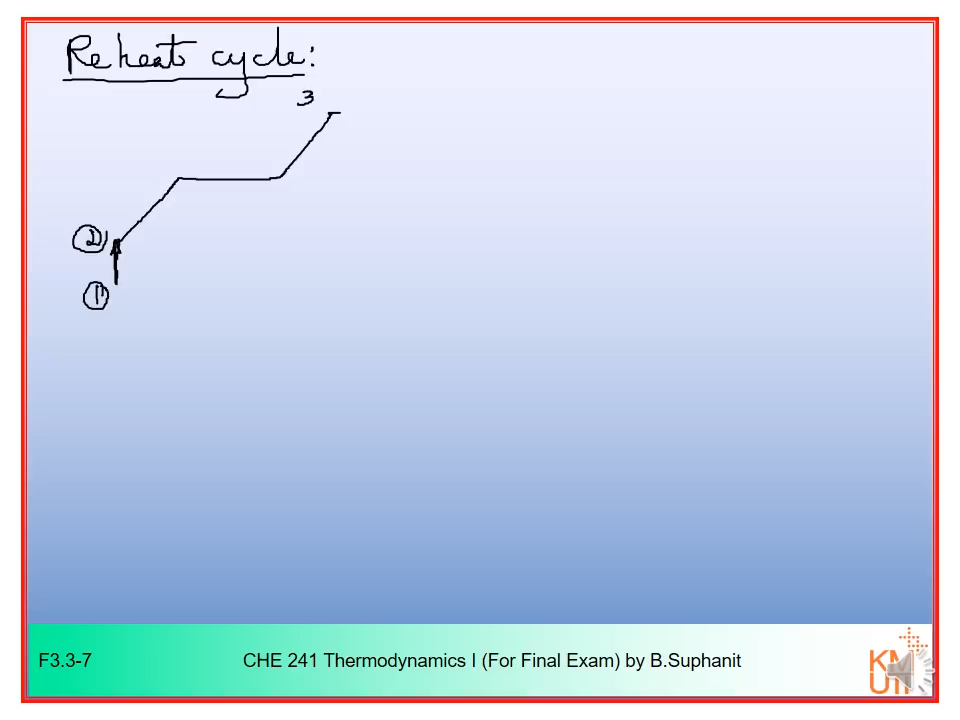 Reheat cycle:
3
2
1
F3.3-7
CHE 241 Thermodynamics I (For Final Exam) by B.Suphanit